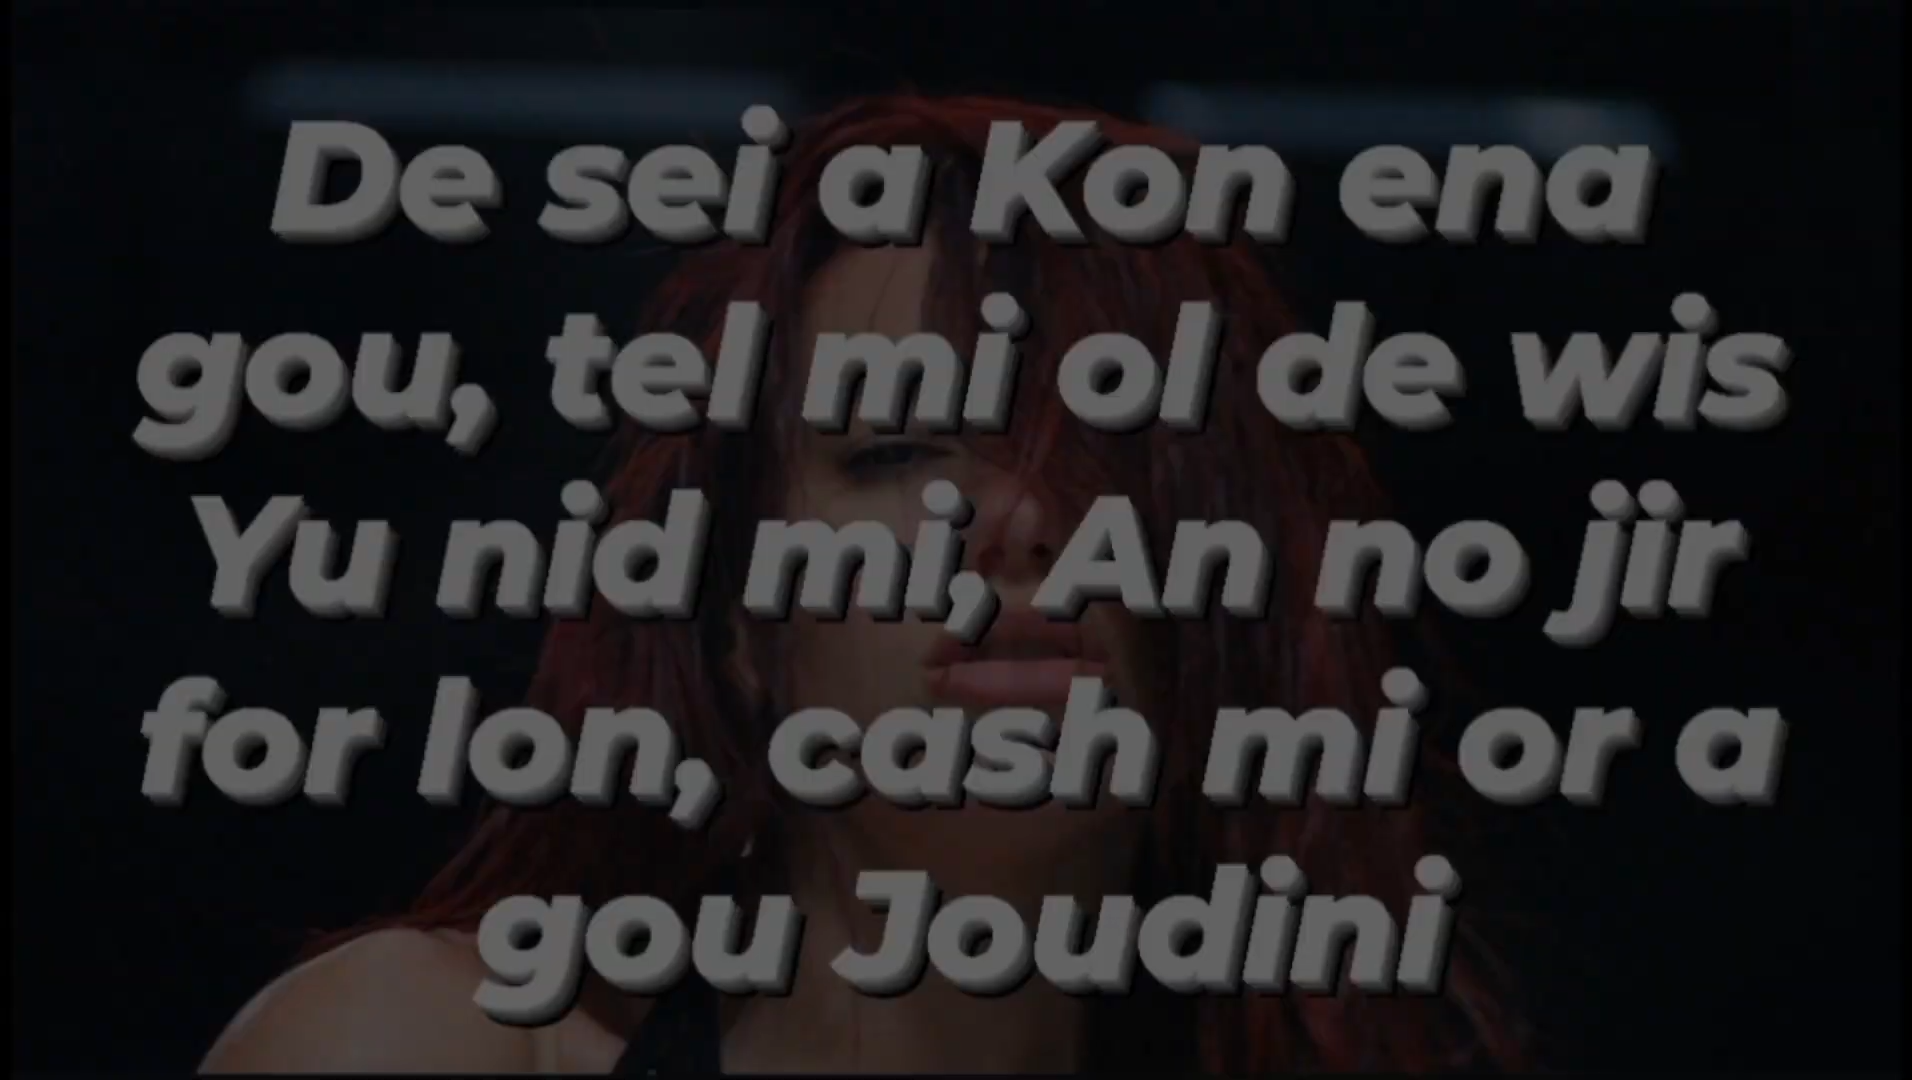 De sei a Kon ena
gou, tel mi ol de wis
Yu nid mi, An no jir
for lon, cash mi or a
gou Joudini